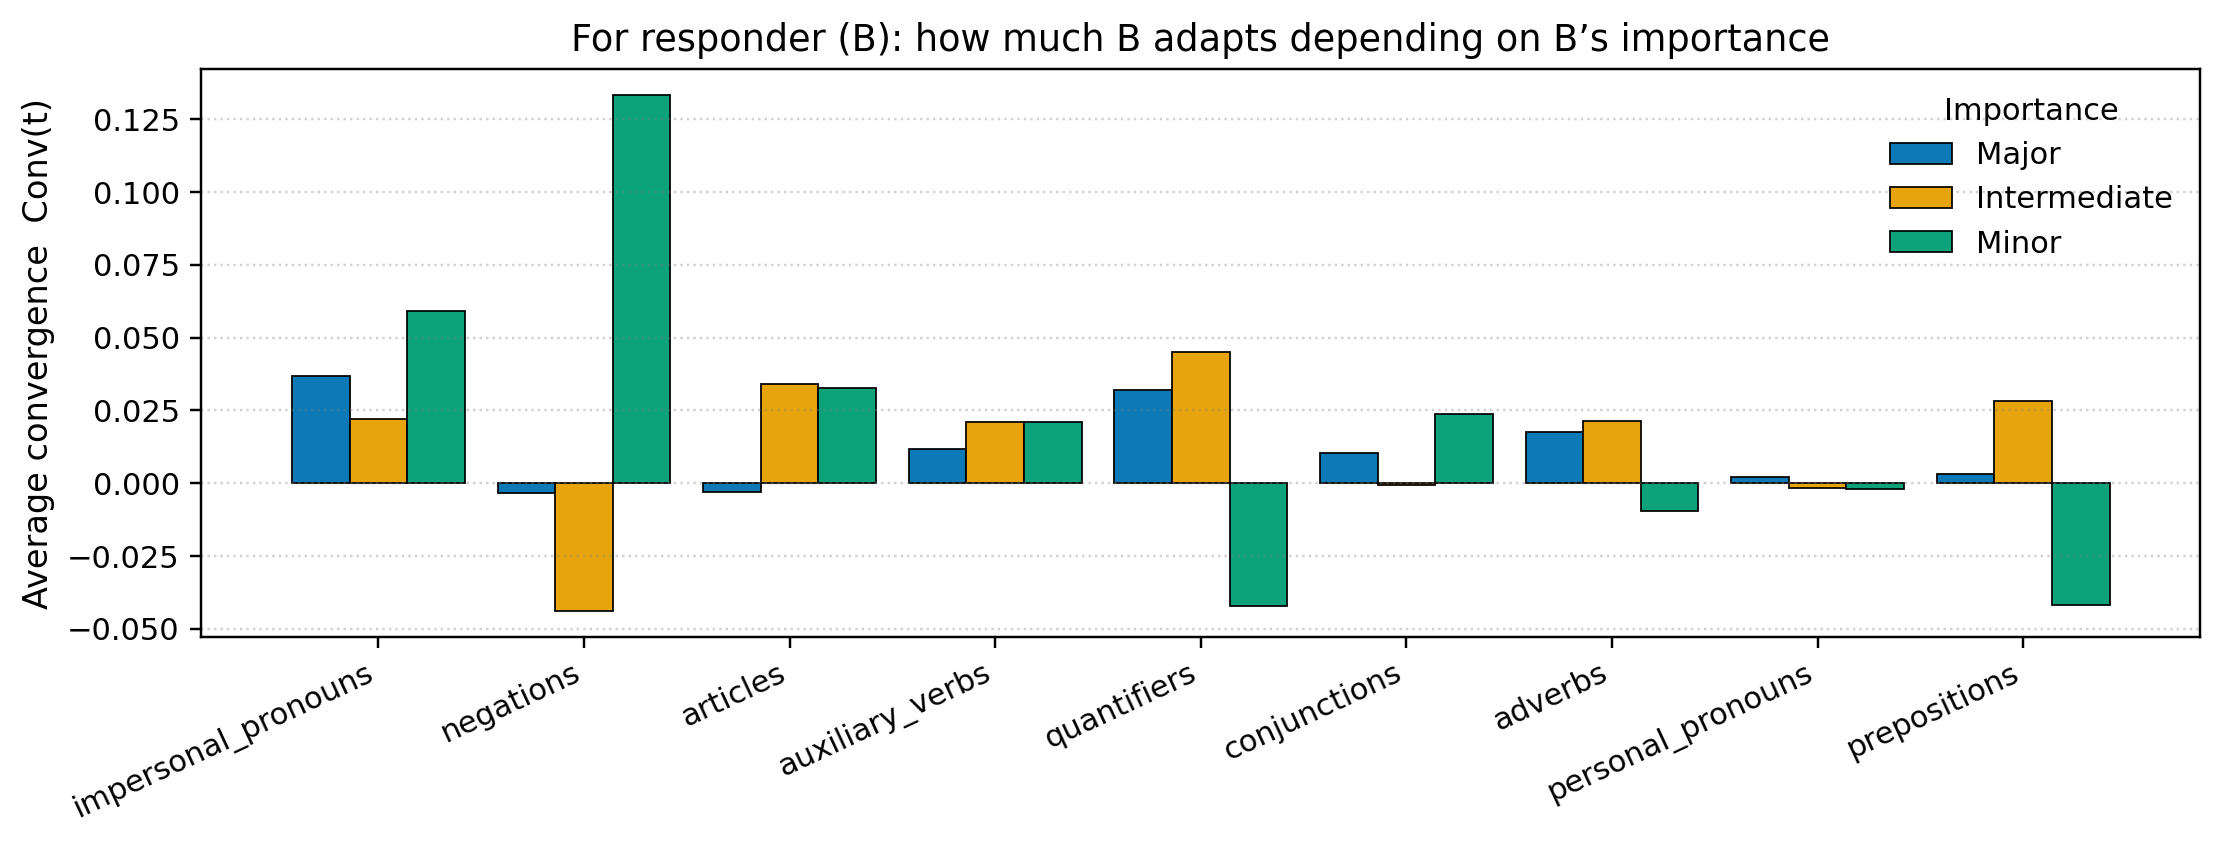 For responder (B): how much B adapts depending on B’s importance
Average convergence  Conv(t)
0.125
0.100
0.075
0.050
0.025
0.000
−0.025
−0.050
Importance
Major
Intermediate
Minor
impersonal_pronouns
negations
articles
auxiliary_verbs
quantifiers
conjunctions
adverbs
personal_pronouns
prepositions